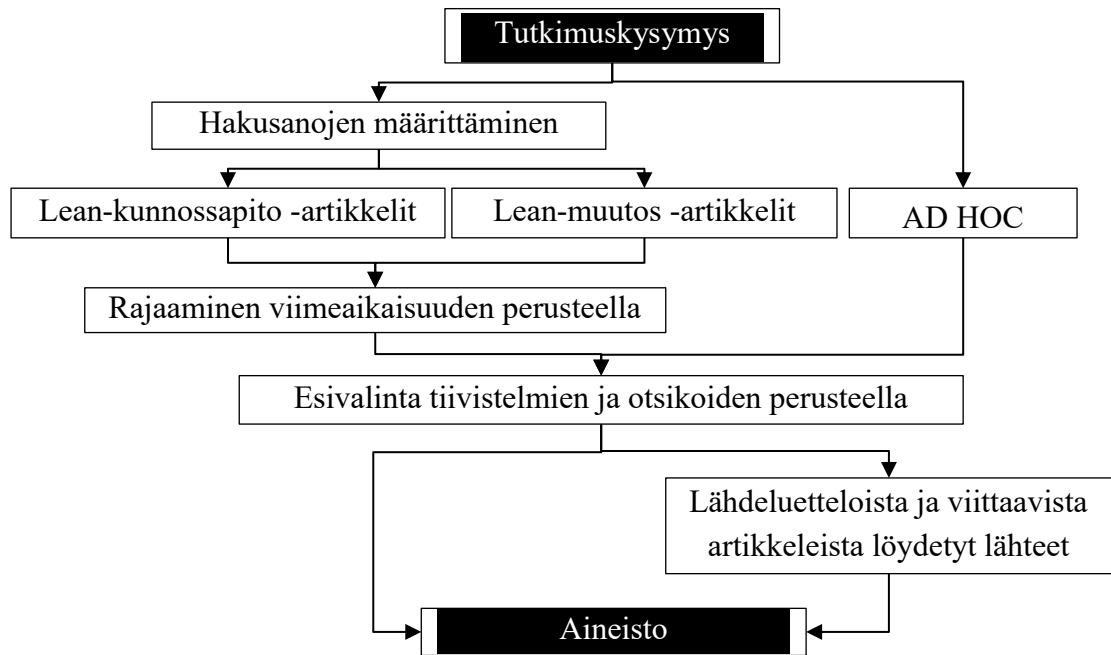 Tutkimuskysymys
Hakusanojen määrittäminen
Lean-kunnossapito -artikkelit
Lean-muutos -artikkelit
AD HOC
Rajaaminen viimeaikaisuuden perusteella
Esivalinta tiivistelmien ja otsikoiden perusteella
Lähdeluetteloista ja viittaavista
artikkeleista löydetyt lähteet
Aineisto